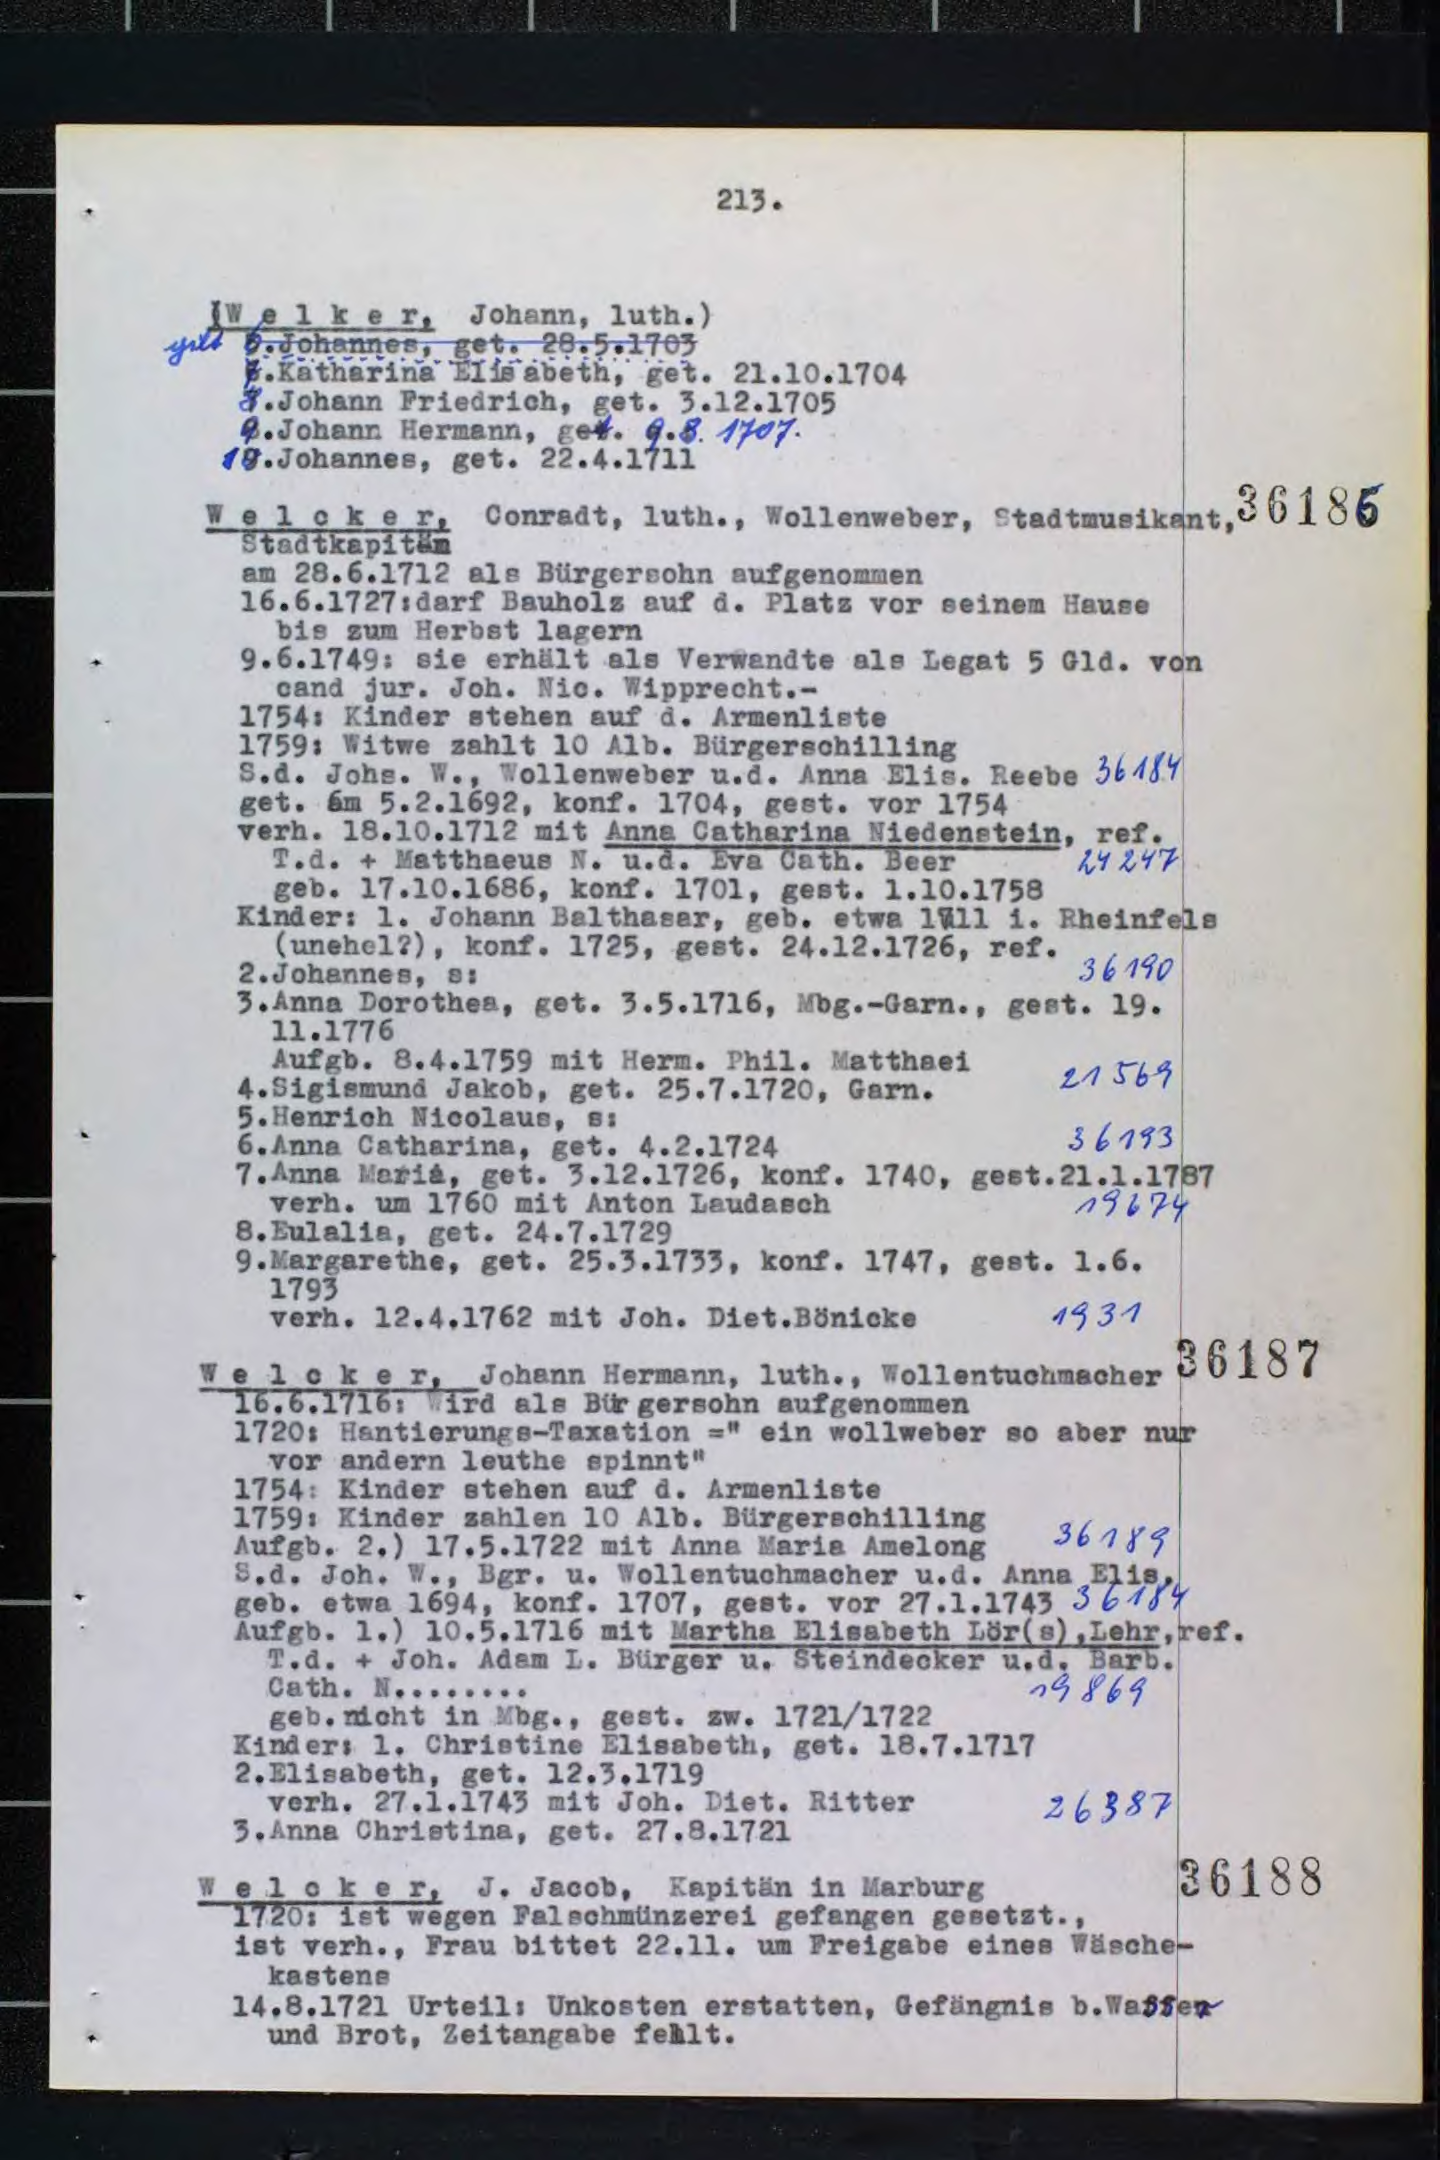 213.
(W e l k e r, Johann, luth.)
gilt 6.Johannes, get. 28.5.1703
7.Katharina Elisabeth, get. 21.10.1704
8.Johann Friedrich, get. 3.12.1705
9.Johann Hermann, get. 9.8. 1707.
10.Johannes, get. 22.4.1711
W e l c k e r, Conradt, luth., Wollenweber, Stadtmusikant, 36186
Stadtkapitän
am 28.6.1712 als Bürgersohn aufgenommen
16.6.1727:darf Bauholz auf d. Platz vor seinem Hause
bis zum Herbst lagern
9.6.1749: sie erhält als Verwandte als Legat 5 Gld. von
cand jur. Joh. Nic. Wipprecht.-
1754: Kinder stehen auf d. Armenliste
1759: Witwe zahlt 10 Alb. Bürgerschilling
S.d. Johs. W., Wollenweber u.d. Anna Elis. Reebe 36184
get. am 5.2.1692, konf. 1704, gest. vor 1754
verh. 18.10.1712 mit Anna Catharina Niedenstein, ref.
T.d. + Matthaeus N. u.d. Eva Cath. Beer 24247
geb. 17.10.1686, konf. 1701, gest. 1.10.1758
Kinder: 1. Johann Balthasar, geb. etwa 1711 i. Rheinfels
(unehel?), konf. 1725, gest. 24.12.1726, ref.
2.Johannes, s: 36190
3.Anna Dorothea, get. 3.5.1716, Mbg.-Garn., gest. 19.
11.1776
Aufgb. 8.4.1759 mit Herm. Phil. Matthaei 21569
4.Sigismund Jakob, get. 25.7.1720, Garn.
5.Henrich Nicolaus, s: 36193
6.Anna Catharina, get. 4.2.1724
7.Anna Maria, get. 3.12.1726, konf. 1740, gest.21.1.1787
verh. um 1760 mit Anton Laudasch 19674
8.Eulalia, get. 24.7.1729
9.Margarethe, get. 25.3.1733, konf. 1747, gest. 1.6.
1793
verh. 12.4.1762 mit Joh. Diet.Bönicke 1931
W e l c k e r, Johann Hermann, luth., Wollentuchmacher 36187
16.6.1716: Wird als Bürgersohn aufgenommen
1720: Hantierungs-Taxation =" ein wollweber so aber nur
vor andern leuthe spinnt"
1754: Kinder stehen auf d. Armenliste
1759: Kinder zahlen 10 Alb. Bürgerschilling
Aufgb. 2.) 17.5.1722 mit Anna Maria Amelong 36189
S.d. Joh. W., Bgr. u. Wollentuchmacher u.d. Anna Elis.
geb. etwa 1694, konf. 1707, gest. vor 27.1.1743 36184
Aufgb. 1.) 10.5.1716 mit Martha Elisabeth Lör(s),Lehr,ref.
T.d. + Joh. Adam L. Bürger u. Steindecker u.d. Barb.
Cath. N........ 19869
geb.nicht in Mbg., gest. zw. 1721/1722
Kinder: 1. Christine Elisabeth, get. 18.7.1717
2.Elisabeth, get. 12.3.1719
verh. 27.1.1743 mit Joh. Diet. Ritter 26387
3.Anna Christina, get. 27.8.1721
W e l c k e r, J. Jacob, Kapitän in Marburg 36188
1720: ist wegen Falschmünzerei gefangen gesetzt.,
ist verh., Frau bittet 22.11. um Freigabe eines Wäsche-
kastens
14.8.1721 Urteil: Unkosten erstatten, Gefängnis b.Wasser
und Brot, Zeitangabe fehlt.